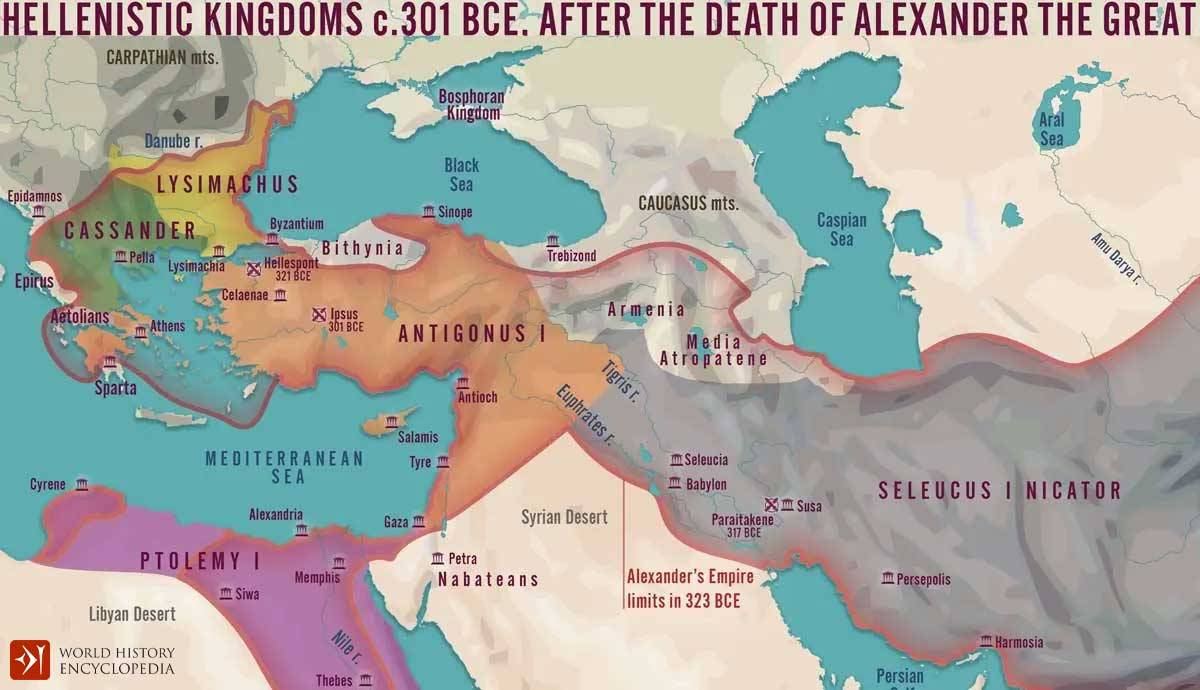 HELLENISTIC KINGDOMS c.301 BCE. AFTER THE DEATH OF ALEXANDER THE GREAT
CARPATHIAN mts.
Bosphoran
Kingdom
Aral
Sea
Danube r.
Black
Sea
LYSIMACHUS
Epidamnos
CASSANDER
CAUCASUS mts.
Caspian
Sea
Sinope
Byzantium
Bithynia
Trebizond
Amu Darya r.
Pella
Lysimachia
Hellespont
321 BCE
Epirus
Celaenae
Aetolians
Athens
Ipsus
301 BCE
ANTIGONUS I
Armenia
Media
Atropatene
Sparta
Tigris r.
Antioch
Euphrates r.
Salamis
MEDITERRANEAN
SEA
Tyre
Seleucia
Cyrene
Babylon
SELEUCUS I NICATOR
Susa
Paraitakene
317 BCE
Alexandria
Gaza
Syrian Desert
PTOLEMY I
Petra
Nabateans
Memphis
Alexander's Empire
limits in 323 BCE
Persepolis
Siwa
Libyan Desert
Nile r.
Harmosia
WORLD HISTORY
ENCYCLOPEDIA
Thebes
Persian